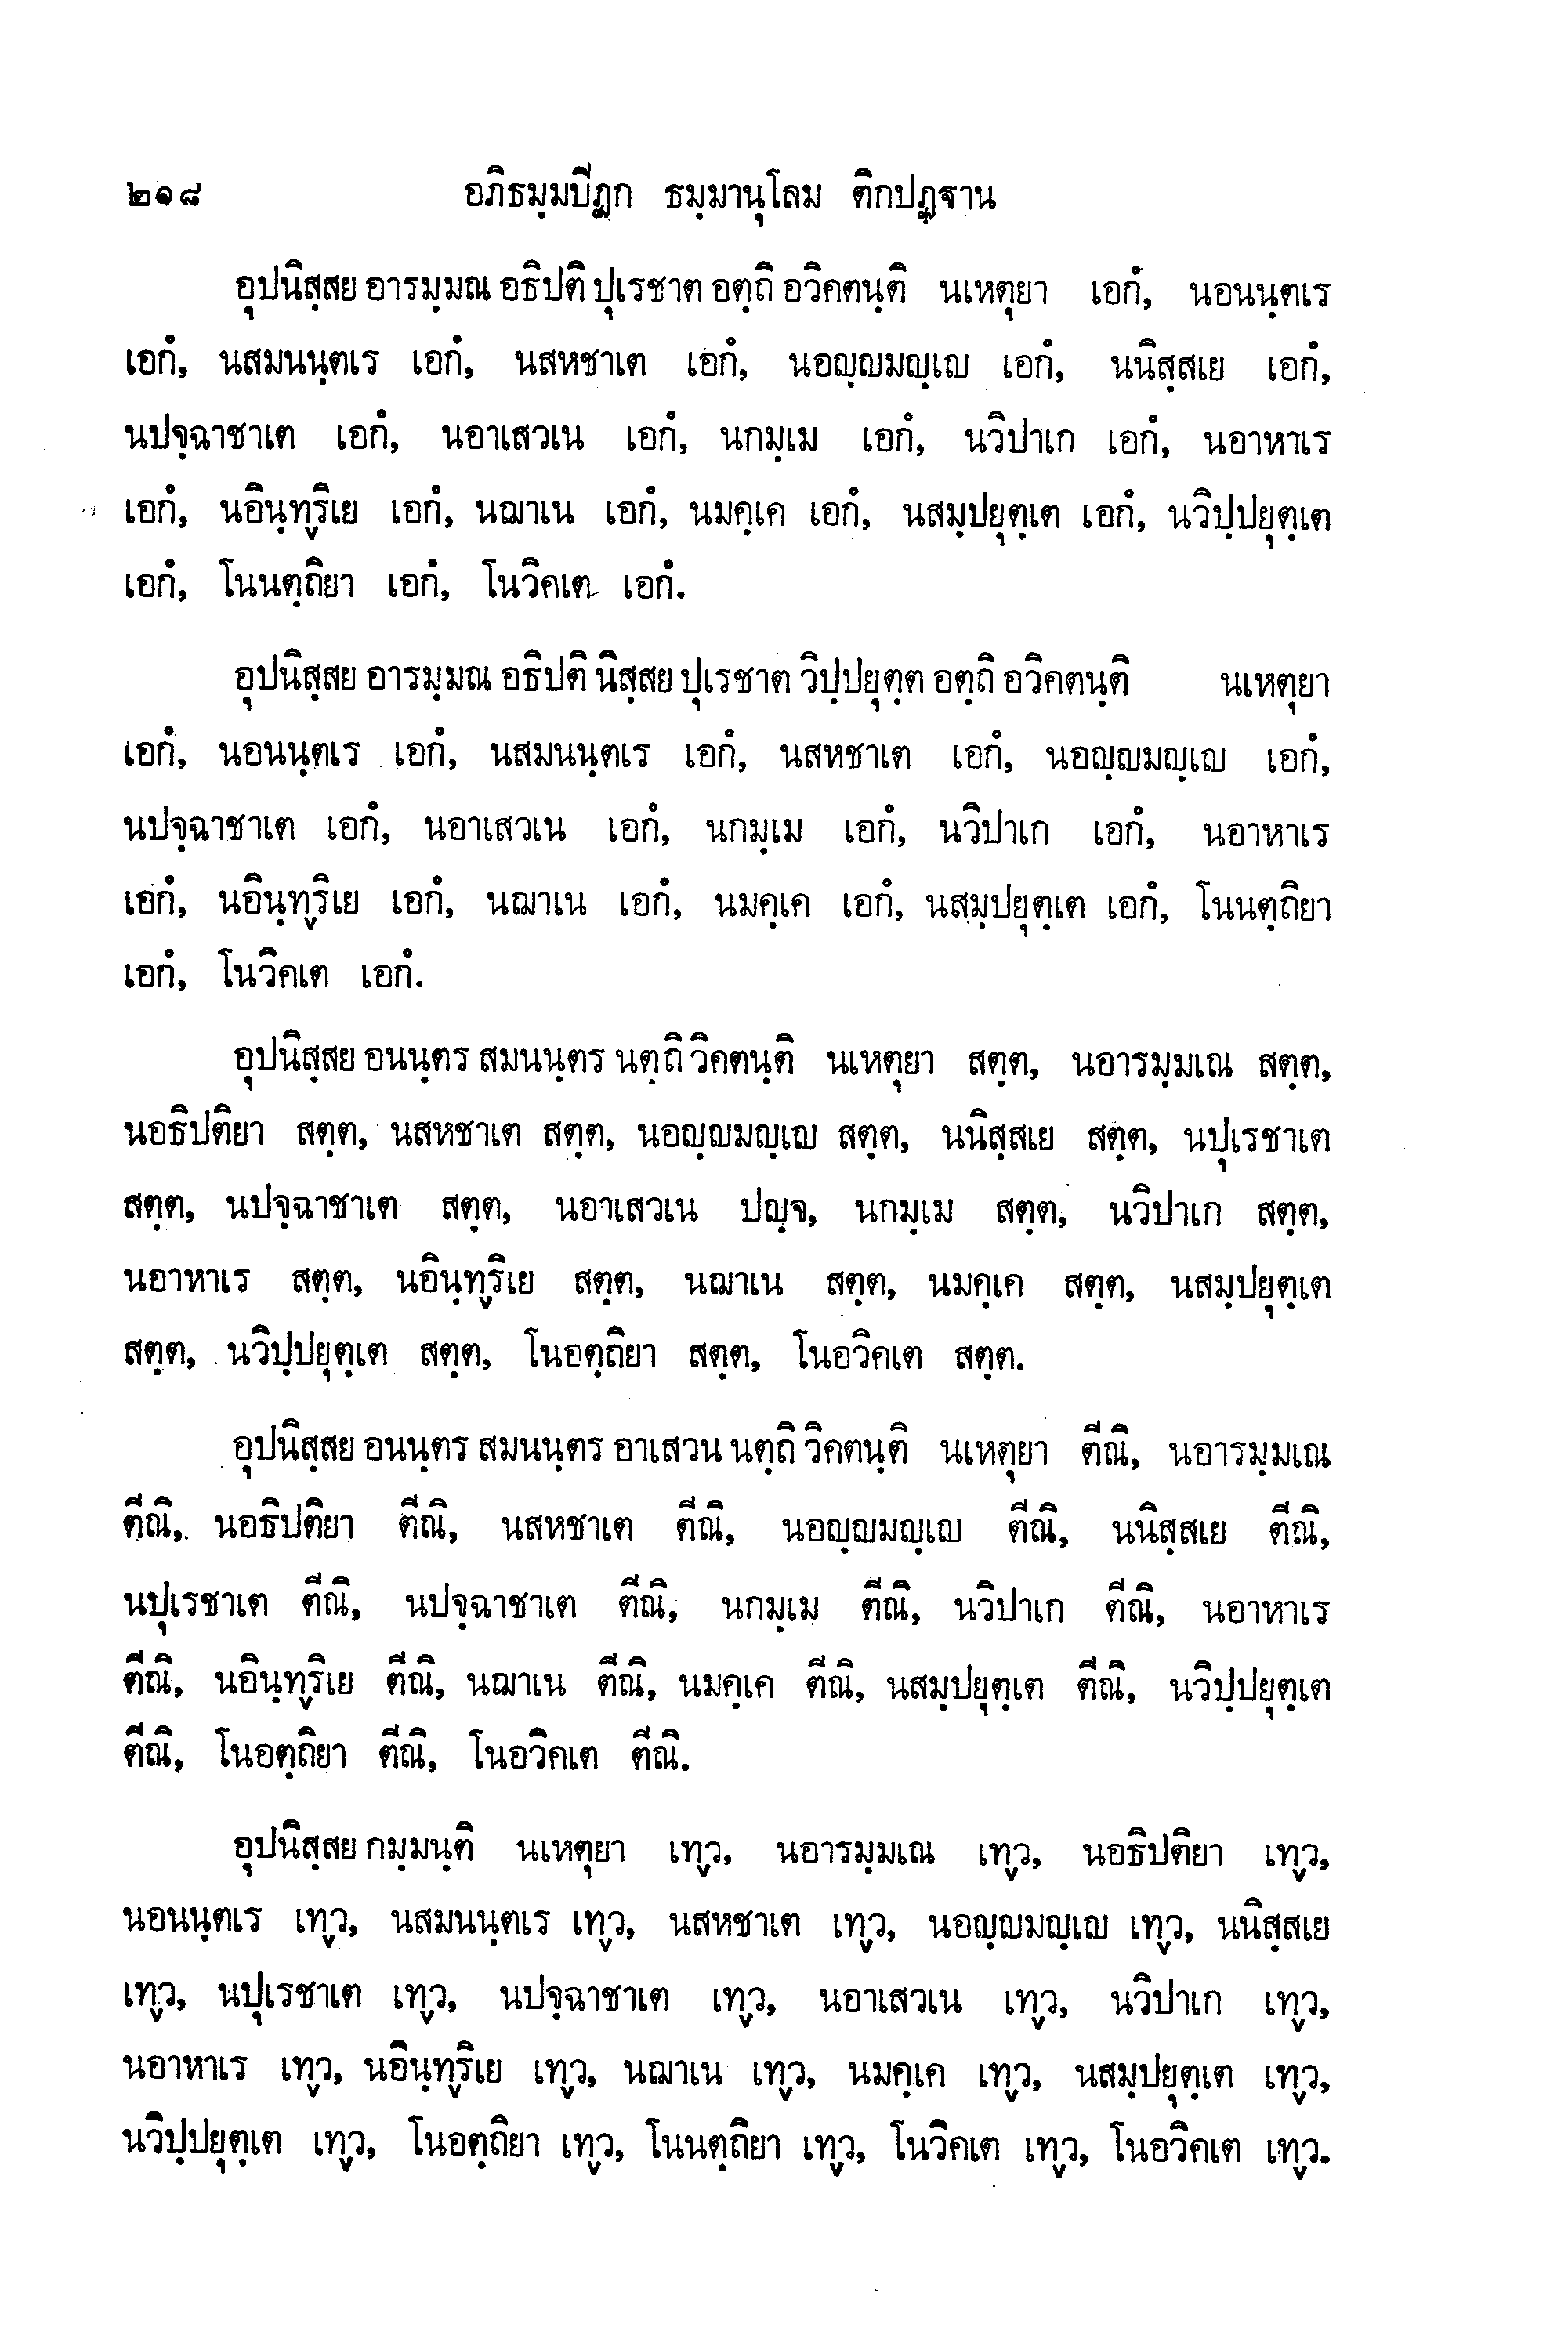 ๒๑๘ อภิธมฺมปิฏก ธมฺมานุโลม ติกปฏฺฐาน
อุปนิสฺสย อารมฺมณ อธิปติ ปุเรชาต อตฺถิ อวิคตนฺติ นเหตุยา เอกํ, นอนนฺตเร
เอกํ, นสมนนฺตเร เอกํ, นสหชาเต เอกํ, นอญฺญมญฺเญ เอกํ, นนิสฺสเย เอกํ,
นปจฺฉาชาเต เอกํ, นอาเสวเน เอกํ, นกมฺเม เอกํ, นวิปาเก เอกํ, นอาหาเร
เอกํ, นอินฺทฺริเย เอกํ, นฌาเน เอกํ, นมคฺเค เอกํ, นสมฺปยุตฺเต เอกํ, นวิปฺปยุตฺเต
เอกํ, โนนตฺถิยา เอกํ, โนวิคเต เอกํ.
อุปนิสฺสย อารมฺมณ อธิปติ นิสฺสย ปุเรชาต วิปฺปยุตฺต อตฺถิ อวิคตนฺติ นเหตุยา
เอกํ, นอนนฺตเร เอกํ, นสมนนฺตเร เอกํ, นสหชาเต เอกํ, นอญฺญมญฺเญ เอกํ,
นปจฺฉาชาเต เอกํ, นอาเสวเน เอกํ, นกมฺเม เอกํ, นวิปาเก เอกํ, นอาหาเร
เอกํ, นอินฺทฺริเย เอกํ, นฌาเน เอกํ, นมคฺเค เอกํ, นสมฺปยุตฺเต เอกํ, โนนตฺถิยา
เอกํ, โนวิคเต เอกํ.
อุปนิสฺสย อนนฺตร สมนนฺตร นตฺถิ วิคตนฺติ นเหตุยา สตฺต, นอารมฺมเณ สตฺต,
นอธิปติยา สตฺต, นสหชาเต สตฺต, นอญฺญมญฺเญ สตฺต, นนิสฺสเย สตฺต, นปุเรชาเต
สตฺต, นปจฺฉาชาเต สตฺต, นอาเสวเน ปญฺจ, นกมฺเม สตฺต, นวิปาเก สตฺต,
นอาหาเร สตฺต, นอินฺทฺริเย สตฺต, นฌาเน สตฺต, นมคฺเค สตฺต, นสมฺปยุตฺเต
สตฺต, นวิปฺปยุตฺเต สตฺต, โนอตฺถิยา สตฺต, โนอวิคเต สตฺต.
อุปนิสฺสย อนนฺตร สมนนฺตร อาเสวน นตฺถิ วิคตนฺติ นเหตุยา ตีณิ, นอารมฺมเณ
ตีณิ, นอธิปติยา ตีณิ, นสหชาเต ตีณิ, นอญฺญมญฺเญ ตีณิ, นนิสฺสเย ตีณิ,
นปุเรชาเต ตีณิ, นปจฺฉาชาเต ตีณิ, นกมฺเม ตีณิ, นวิปาเก ตีณิ, นอาหาเร
ตีณิ, นอินฺทฺริเย ตีณิ, นฌาเน ตีณิ, นมคฺเค ตีณิ, นสมฺปยุตฺเต ตีณิ, นวิปฺปยุตฺเต
ตีณิ, โนอตฺถิยา ตีณิ, โนอวิคเต ตีณิ.
อุปนิสฺสย กมฺมนฺติ นเหตุยา เทฺว, นอารมฺมเณ เทฺว, นอธิปติยา เทฺว,
นอนนฺตเร เทฺว, นสมนนฺตเร เทฺว, นสหชาเต เทฺว, นอญฺญมญฺเญ เทฺว, นนิสฺสเย
เทฺว, นปุเรชาเต เทฺว, นปจฺฉาชาเต เทฺว, นอาเสวเน เทฺว, นวิปาเก เทฺว,
นอาหาเร เทฺว, นอินฺทฺริเย เทฺว, นฌาเน เทฺว, นมคฺเค เทฺว, นสมฺปยุตฺเต เทฺว,
นวิปฺปยุตฺเต เทฺว, โนอตฺถิยา เทฺว, โนนตฺถิยา เทฺว, โนวิคเต เทฺว, โนอวิคเต เทฺว.